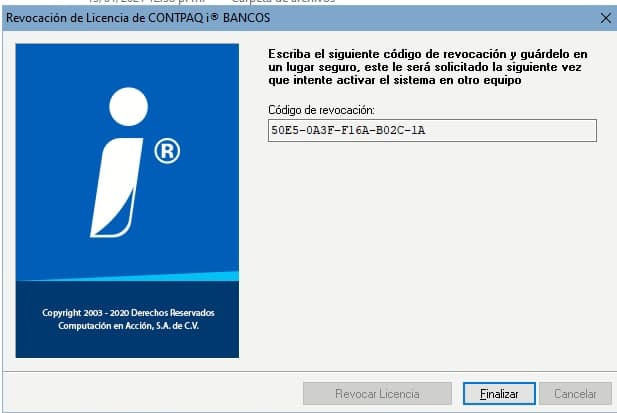 Revocación de Licencia de CONTPAQ i® BANCOS
Escriba el siguiente código de revocación y guárdelo en
un lugar seguro, este le será solicitado la siguiente vez
que intente activar el sistema en otro equipo
Código de revocación:
50E5-0A3F-F16A-B02C-1A
i®
Copyright 2003 - 2020 Derechos Reservados
Computación en Acción, S.A. de C.V.
Revocar Licencia
Finalizar
Cancelar